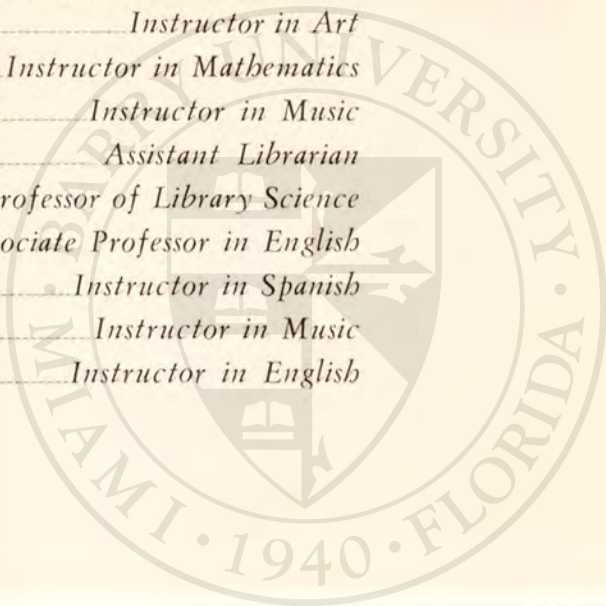 Instructor in Art
Instructor in Mathematics
Instructor in Music
Assistant Librarian
rofessor of Library Science
ociate Professor in English
Instructor in Spanish
Instructor in Music
Instructor in English
BARRY UNIVERSITY · MIAMI · 1940 · FLORIDA ·